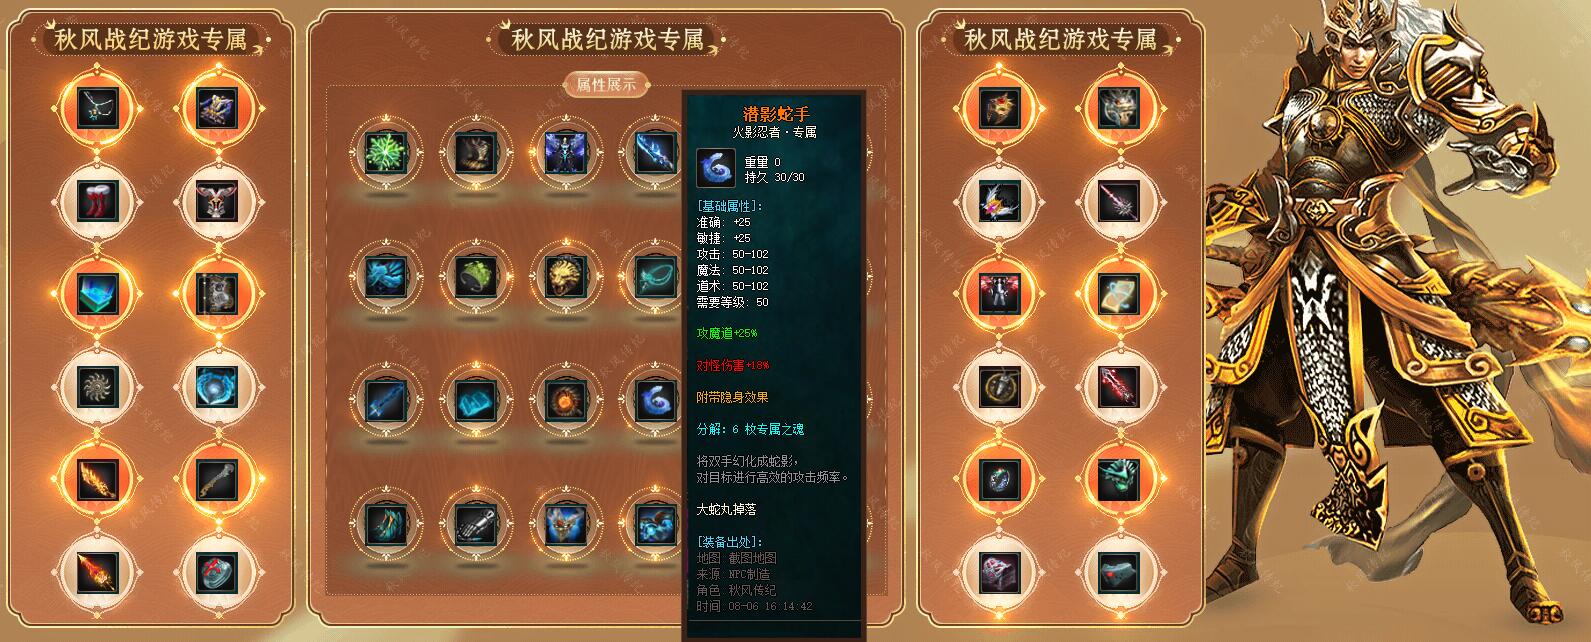 秋风战纪游戏专属
秋风战纪游戏专属
秋风战纪游戏专属
属性展示
潜影蛇手
火影忍者·专属
重量 0
持久 30/30
[基础属性]:
准确: +25
敏捷: +25
攻击: 50-102
魔法: 50-102
道术: 50-102
需要等级: 50
攻魔道+25%
对怪伤害+18%
附带隐身效果
分解: 6 枚专属之魂
将双手幻化成蛇影,
对目标进行高效的攻击频率。
大蛇丸掉落
[装备出处]:
地图: 截图地图
来源: NPC制造
角色: 秋风传纪
时间: 08-06 16:14:42